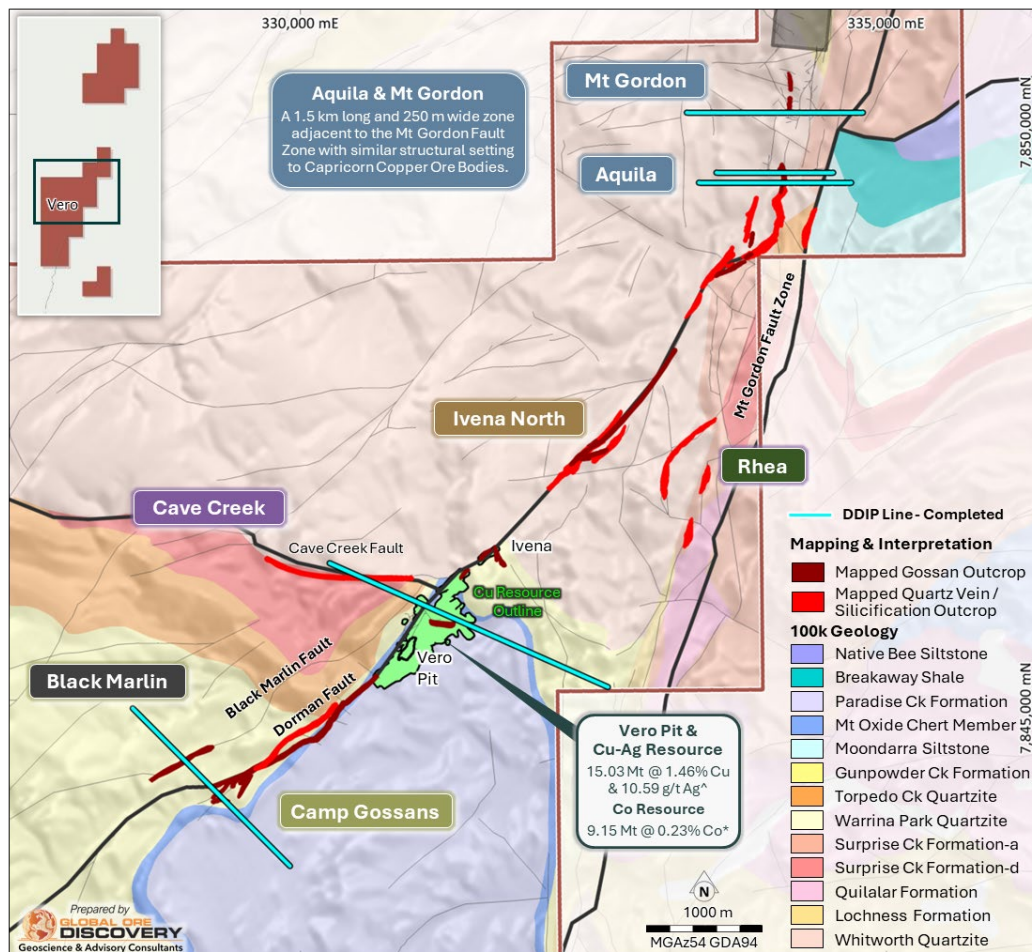 330,000 mE
335,000 mE
7,850,000 mN
7,845,000 mN
Vero
Aquila & Mt Gordon
A 1.5 km long and 250 m wide zone
adjacent to the Mt Gordon Fault
Zone with similar structural setting
to Capricorn Copper Ore Bodies.
Mt Gordon
Aquila
Mt Gordon Fault Zone
Ivena North
Rhea
Cave Creek
Cave Creek Fault
Ivena
Cu Resource
Outline
Vero
Pit
Black Marlin Fault
Dorman Fault
Black Marlin
Camp Gossans
Vero Pit &
Cu-Ag Resource
15.03 Mt @ 1.46% Cu
& 10.59 g/t Ag^
Co Resource
9.15 Mt @ 0.23% Co*
DDIP Line - Completed
Mapping & Interpretation
Mapped Gossan Outcrop
Mapped Quartz Vein /
Silicification Outcrop
100k Geology
Native Bee Siltstone
Breakaway Shale
Paradise Ck Formation
Mt Oxide Chert Member
Moondarra Siltstone
Gunpowder Ck Formation
Torpedo Ck Quartzite
Warrina Park Quartzite
Surprise Ck Formation-a
Surprise Ck Formation-d
Quilalar Formation
Lochness Formation
Whitworth Quartzite
N
1000 m
MGAz54 GDA94
Prepared by
GLOBAL ORE
DISCOVERY
Geoscience & Advisory Consultants